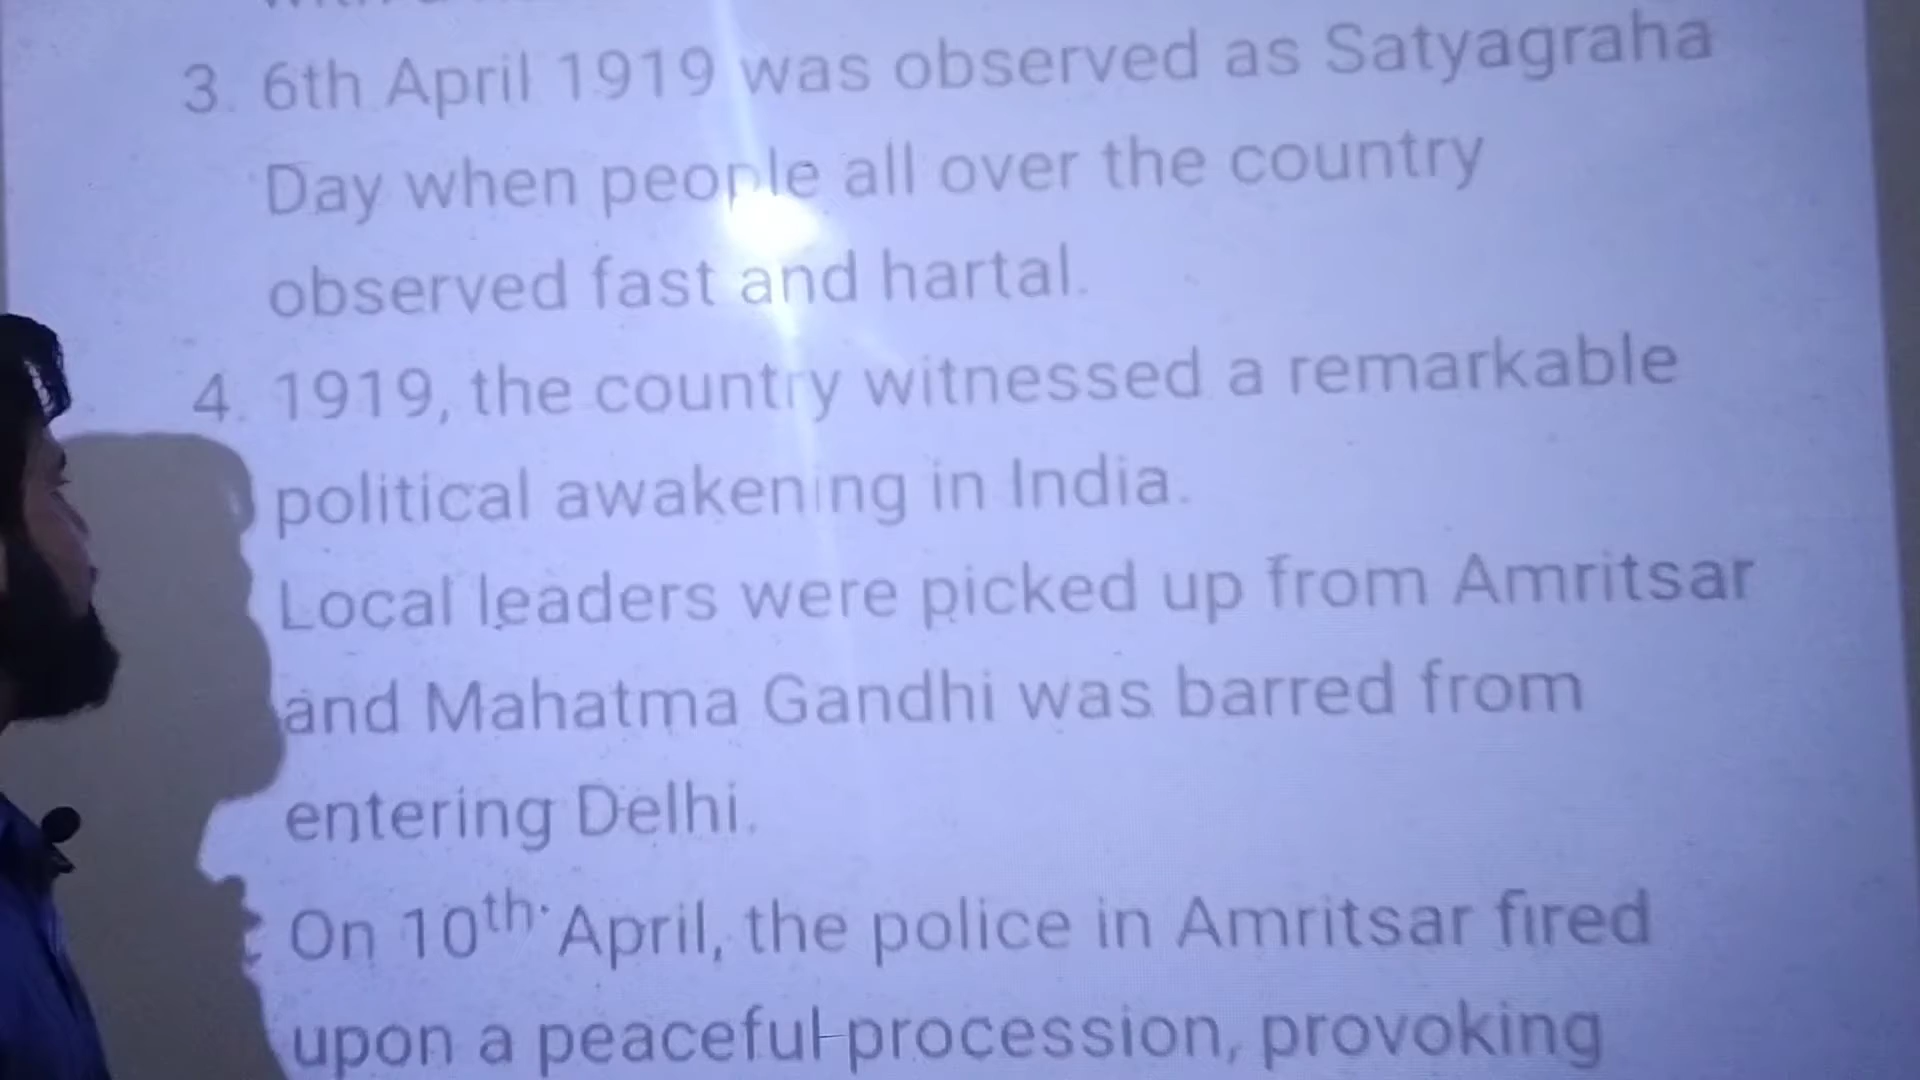 3. 6th April 1919 was observed as Satyagraha
Day when people all over the country
observed fast and hartal.
4. 1919, the country witnessed a remarkable
political awakening in India.
Local leaders were picked up from Amritsar
and Mahatma Gandhi was barred from
entering Delhi.
On 10th April, the police in Amritsar fired
upon a peaceful procession, provoking